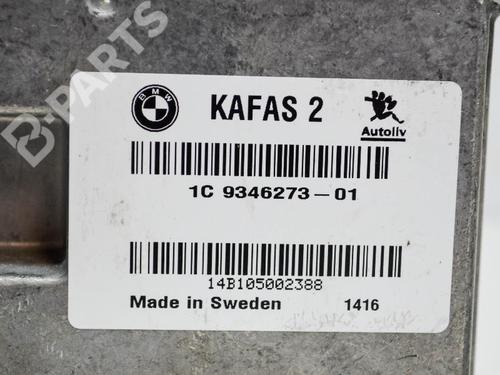 B-PARTS
BMW
KAFAS 2
Autoliv
1C 9346273-01
14B105002388
Made in Sweden 1416